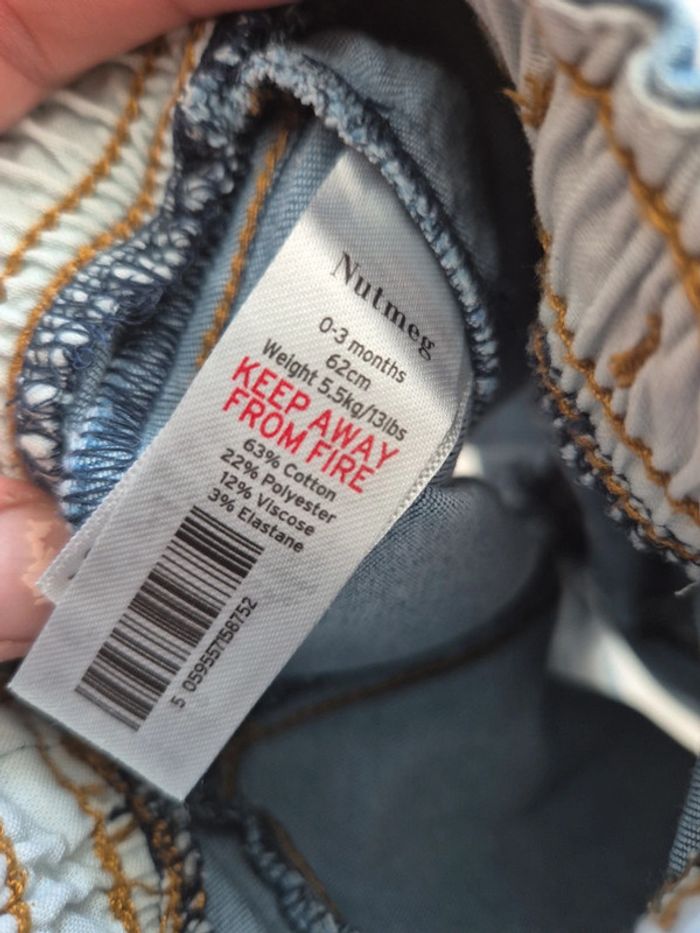 Nutmeg
0-3 months
62cm
Weight 5.5kg/13lbs
KEEP AWAY
FROM FIRE
63% Cotton
22% Polyester
12% Viscose
3% Elastane
5 059557158752